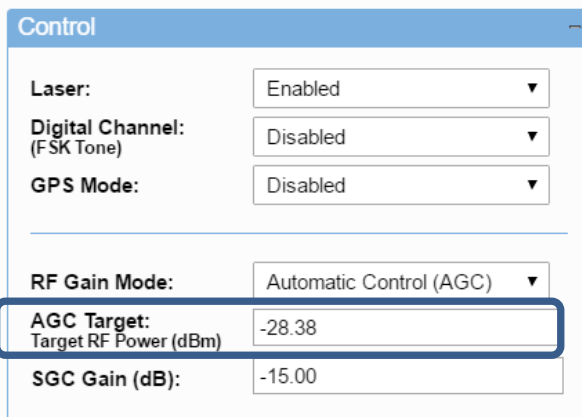 Control
Laser: Enabled ▼
Digital Channel: Disabled ▼
(FSK Tone)
GPS Mode: Disabled ▼
RF Gain Mode: Automatic Control (AGC) ▼
AGC Target: -28.38
Target RF Power (dBm)
SGC Gain (dB): -15.00